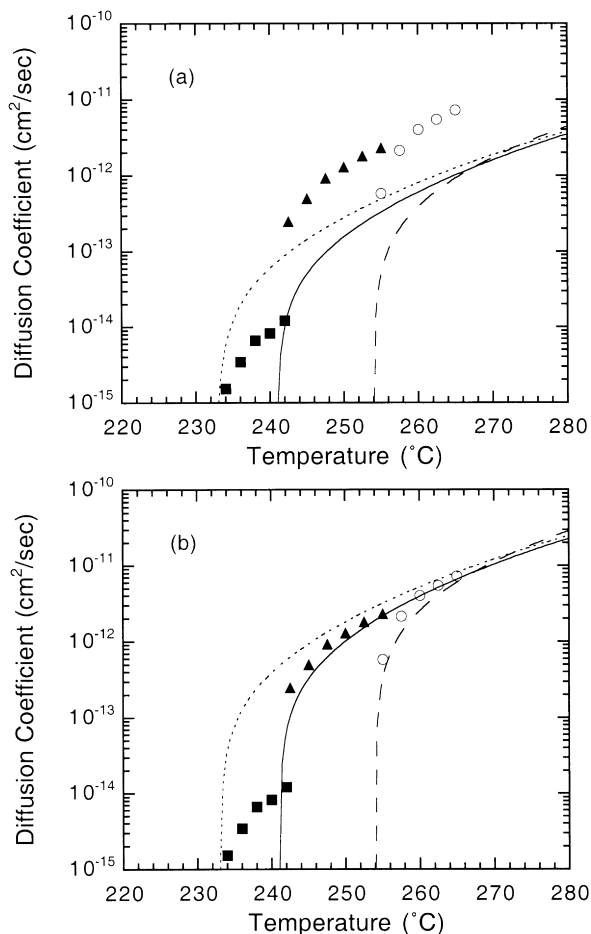 (a)
Diffusion Coefficient (cm²/sec)
10⁻¹⁰
10⁻¹¹
10⁻¹²
10⁻¹³
10⁻¹⁴
10⁻¹⁵
220 230 240 250 260 270 280
Temperature (˚C)
(b)
Diffusion Coefficient (cm²/sec)
10⁻¹⁰
10⁻¹¹
10⁻¹²
10⁻¹³
10⁻¹⁴
10⁻¹⁵
220 230 240 250 260 270 280
Temperature (˚C)